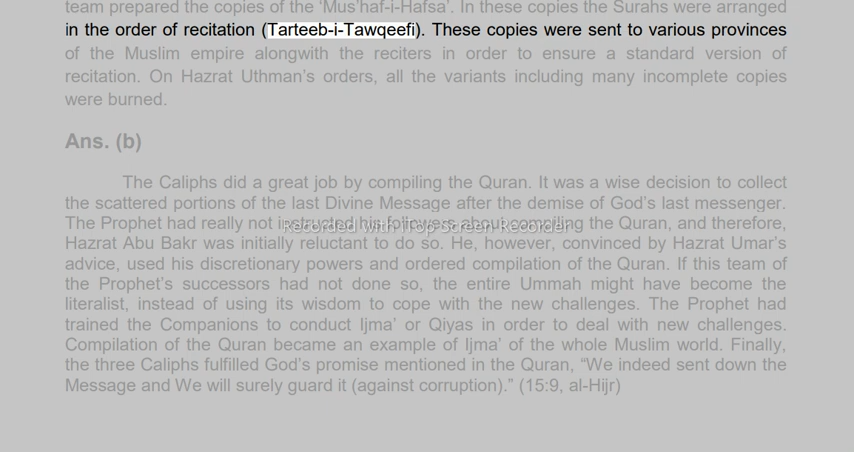 team prepared the copies of the ‘Mus’haf-i-Hafsa’. In these copies the Surahs were arranged
in the order of recitation (Tarteeb-i-Tawqeefi). These copies were sent to various provinces
of the Muslim empire alongwith the reciters in order to ensure a standard version of
recitation. On Hazrat Uthman’s orders, all the variants including many incomplete copies
were burned.
Ans. (b)
The Caliphs did a great job by compiling the Quran. It was a wise decision to collect
the scattered portions of the last Divine Message after the demise of God’s last messenger.
The Prophet had really not instructed his followers about compiling the Quran, and therefore,
Recorded with iTop Screen Recorder
Hazrat Abu Bakr was initially reluctant to do so. He, however, convinced by Hazrat Umar’s
advice, used his discretionary powers and ordered compilation of the Quran. If this team of
the Prophet’s successors had not done so, the entire Ummah might have become the
literalist, instead of using its wisdom to cope with the new challenges. The Prophet had
trained the Companions to conduct Ijma’ or Qiyas in order to deal with new challenges.
Compilation of the Quran became an example of Ijma’ of the whole Muslim world. Finally,
the three Caliphs fulfilled God’s promise mentioned in the Quran, “We indeed sent down the
Message and We will surely guard it (against corruption).” (15:9, al-Hijr)